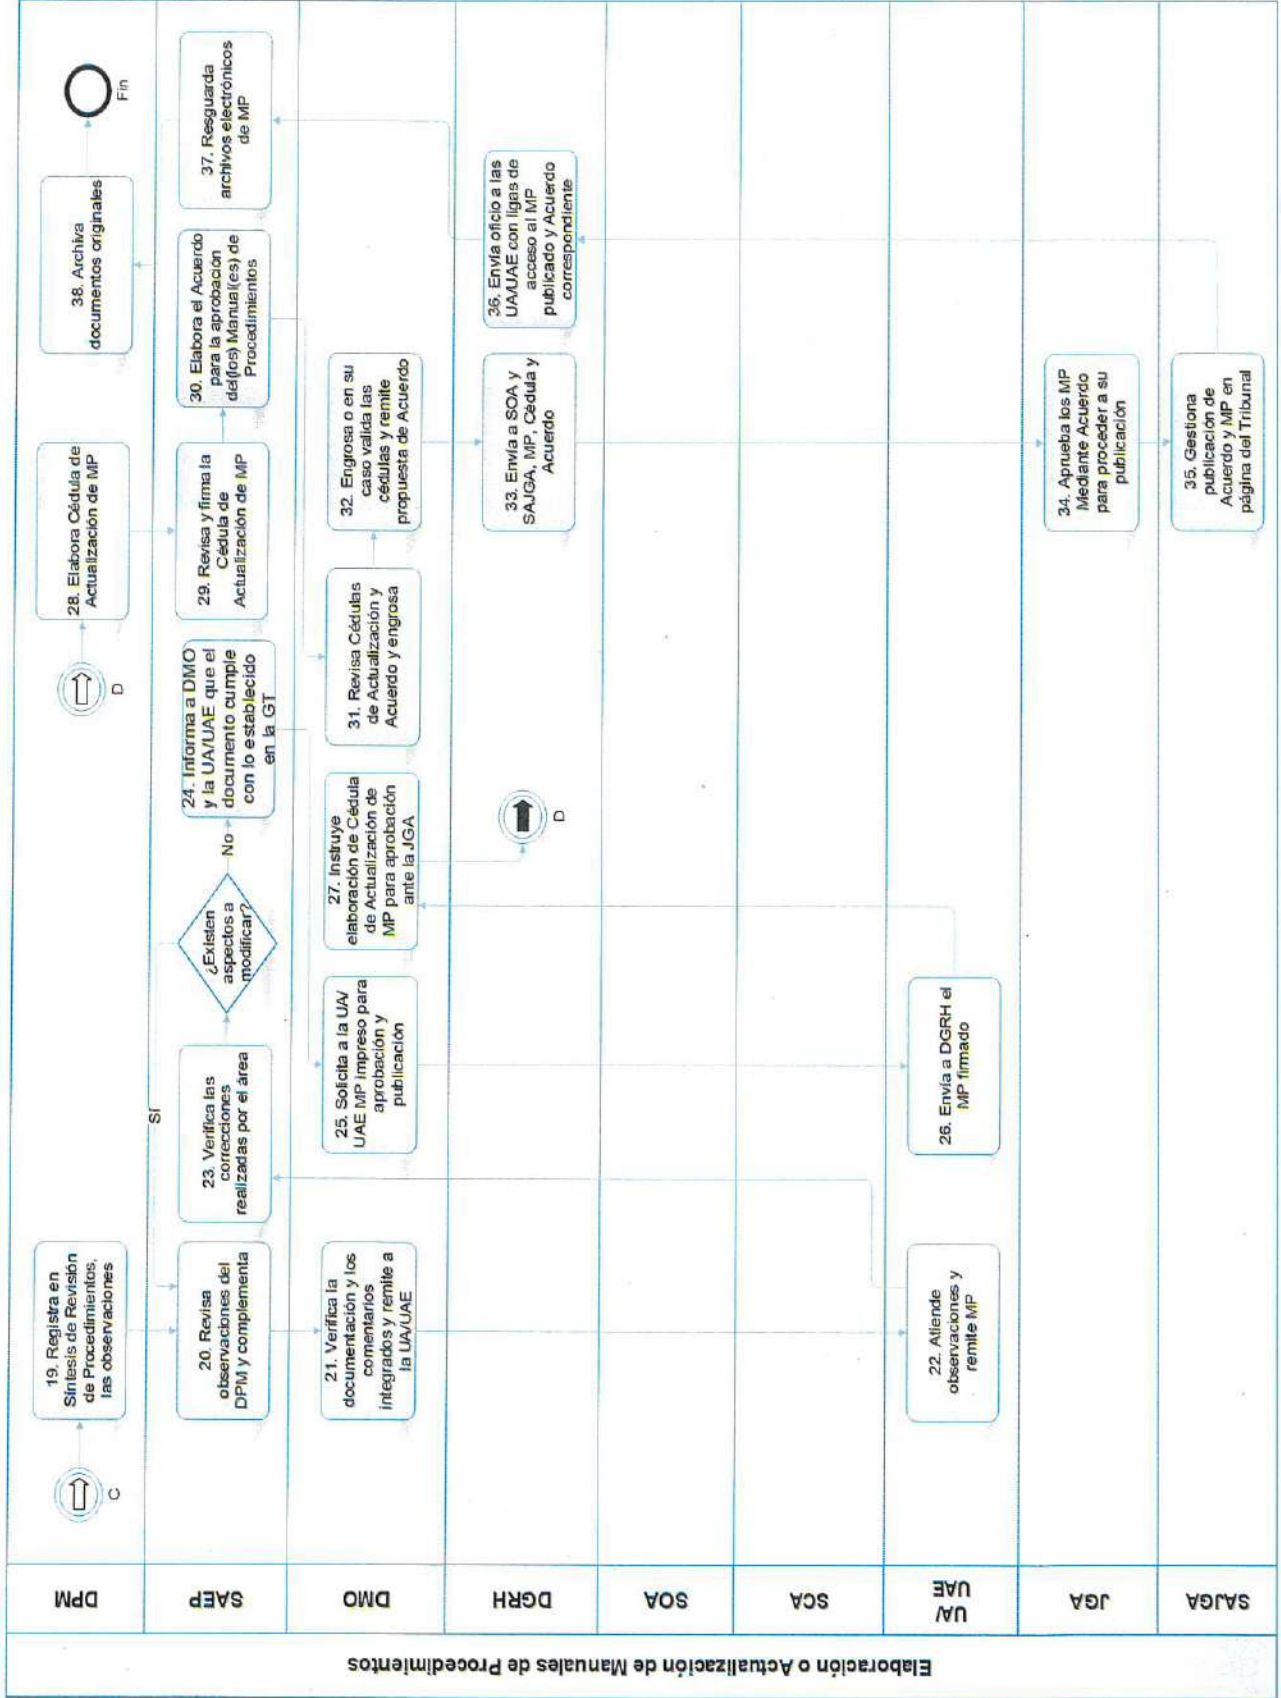 Elaboración o Actualización de Manuales de Procedimientos
DPM
C
19. Registra en
Síntesis de Revisión
de Procedimientos,
las observaciones
D
28. Elabora Cédula de
Actualización de MP
38. Archiva
documentos originales
Fin
SAEP
20. Revisa
observaciones del
DPM y complementa
Sí
23. Verifica las
correcciones
realizadas por el área
¿Existen
aspectos a
modificar?
No
24. Informa a DMO
y la UA/UAE que el
documento cumple
con lo establecido
en la GT
29. Revisa y firma la
Cédula de
Actualización de MP
30. Elabora el Acuerdo
para la aprobación
del(los) Manual(es) de
Procedimientos
37. Resguarda
archivos electrónicos
de MP
DMO
21. Verifica la
documentación y los
comentarios
integrados y remite a
la UA/UAE
25. Solicita a la UA/
UAE MP impreso para
aprobación y
publicación
27. Instruye
elaboración de Cédula
de Actualización de
MP para aprobación
ante la JGA
31. Revisa Cédulas
de Actualización y
Acuerdo y engrosa
32. Engrosa o en su
caso valida las
cédulas y remite
propuesta de Acuerdo
DGRH
D
33. Envía a SOA y
SAJGA, MP, Cédula y
Acuerdo
36. Envía oficio a las
UA/UAE con ligas de
acceso al MP
publicado y Acuerdo
correspondiente
SOA
SCA
UA/
UAE
22. Atiende
observaciones y
remite MP
26. Envía a DGRH el
MP firmado
JGA
34. Aprueba los MP
Mediante Acuerdo
para proceder a su
publicación
SAJGA
35. Gestiona
publicación de
Acuerdo y MP en
página del Tribunal